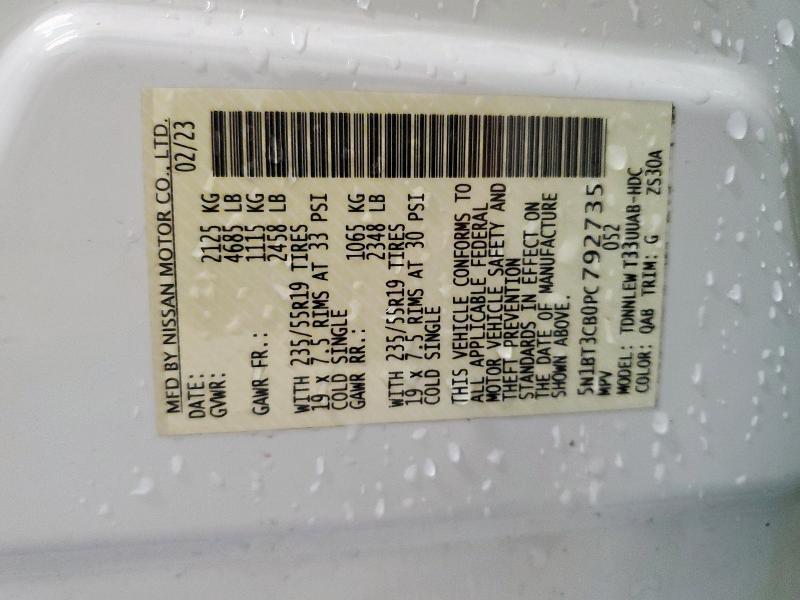 MFD BY NISSAN MOTOR CO., LTD.
DATE: 02/23
GVWR: 2125 KG
4685 LB
GAWR FR.: 1115 KG
2458 LB
WITH 235/55R19 TIRES
19 X 7.5 RIMS AT 33 PSI
COLD SINGLE
GAWR RR.: 1065 KG
2348 LB
WITH 235/55R19 TIRES
19 X 7.5 RIMS AT 30 PSI
COLD SINGLE
THIS VEHICLE CONFORMS TO
ALL APPLICABLE FEDERAL
MOTOR VEHICLE SAFETY AND
THEFT PREVENTION
STANDARDS IN EFFECT ON
THE DATE OF MANUFACTURE
SHOWN ABOVE.
5N1BT3CB0PC792735
MPV 052
MODEL: TDNNLEW T33UUAB-HDC
COLOR: QAB TRIM: G ZS30A